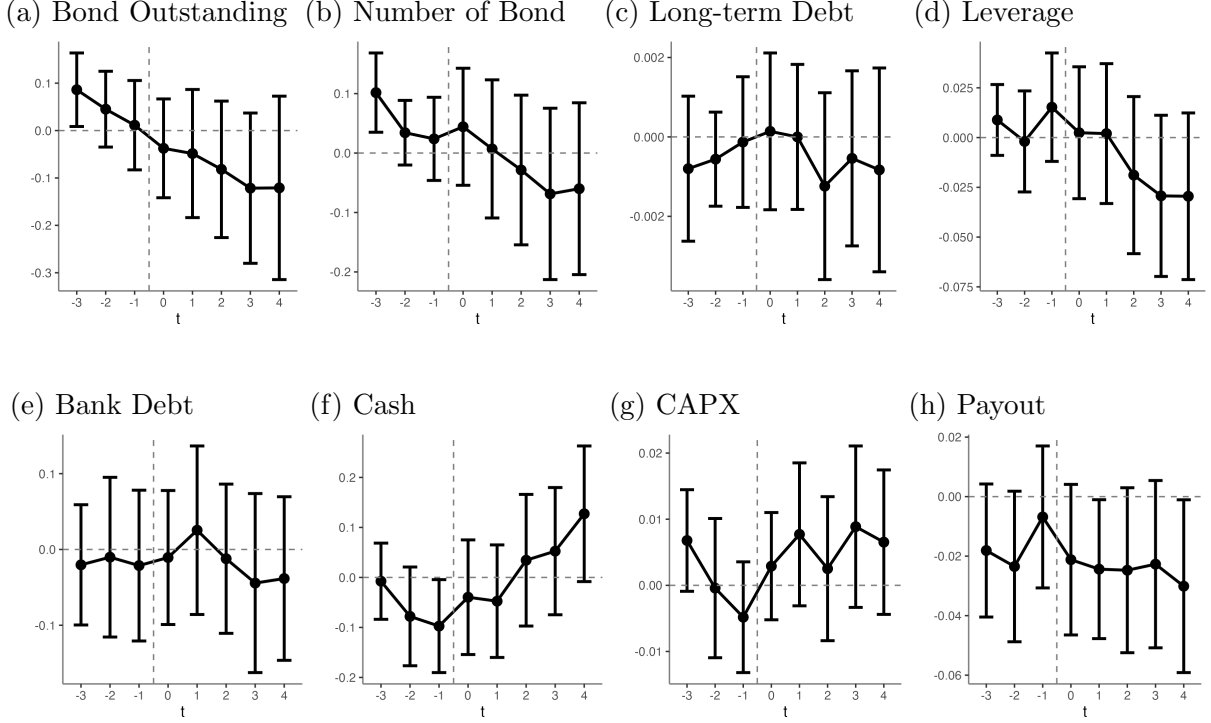 (a) Bond Outstanding (b) Number of Bond (c) Long-term Debt (d) Leverage
0.1
0.0
-0.1
-0.2
-0.3
-3 -2 -1 0 1 2 3 4
t
0.1
0.0
-0.1
-0.2
-3 -2 -1 0 1 2 3 4
t
0.002
0.000
-0.002
-3 -2 -1 0 1 2 3 4
t
0.025
0.000
-0.025
-0.050
-0.075
-3 -2 -1 0 1 2 3 4
t
(e) Bank Debt (f) Cash (g) CAPX (h) Payout
0.1
0.0
-0.1
-3 -2 -1 0 1 2 3 4
t
0.2
0.1
0.0
-0.1
-0.2
-3 -2 -1 0 1 2 3 4
t
0.02
0.01
0.00
-0.01
-3 -2 -1 0 1 2 3 4
t
0.02
0.00
-0.02
-0.04
-0.06
-3 -2 -1 0 1 2 3 4
t